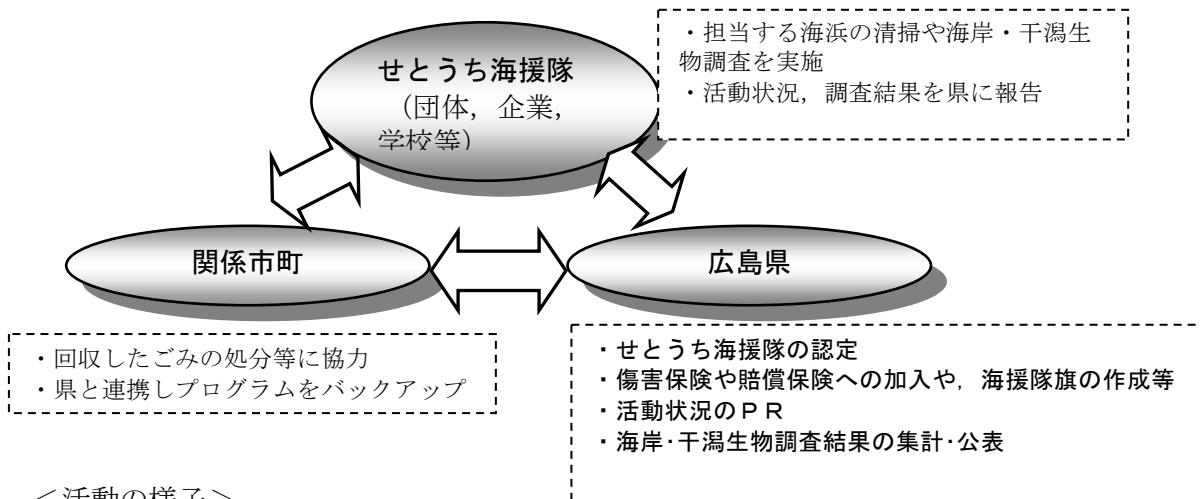 せとうち海援隊
（団体，企業，
学校等）
・担当する海浜の清掃や海岸・干潟生
物調査を実施
・活動状況，調査結果を県に報告
関係市町
広島県
・回収したごみの処分等に協力
・県と連携しプログラムをバックアップ
・せとうち海援隊の認定
・傷害保険や賠償保険への加入や，海援隊旗の作成等
・活動状況のＰＲ
・海岸･干潟生物調査結果の集計･公表
＜活動の様子＞